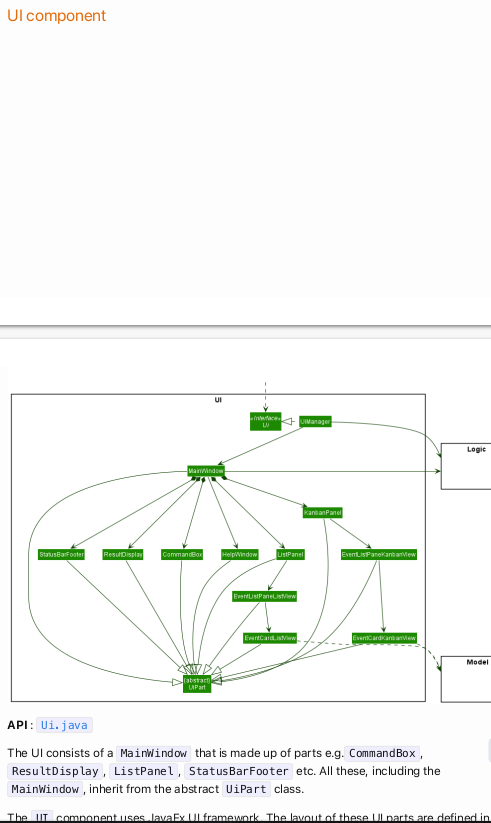 UI component
UI
«Interface»
Ui
UiManager
Logic
MainWindow
KanbanPanel
StatusBarFooter
ResultDisplay
CommandBox
HelpWindow
ListPanel
EventListPaneKanbanView
EventListPaneListView
EventCardListView
EventCardKanbanView
Model
{abstract}
UiPart
API : Ui.java
The UI consists of a MainWindow that is made up of parts e.g. CommandBox ,
ResultDisplay , ListPanel , StatusBarFooter etc. All these, including the
MainWindow , inherit from the abstract UiPart class.
The UI component uses JavaFx UI framework. The layout of these UI parts are defined in